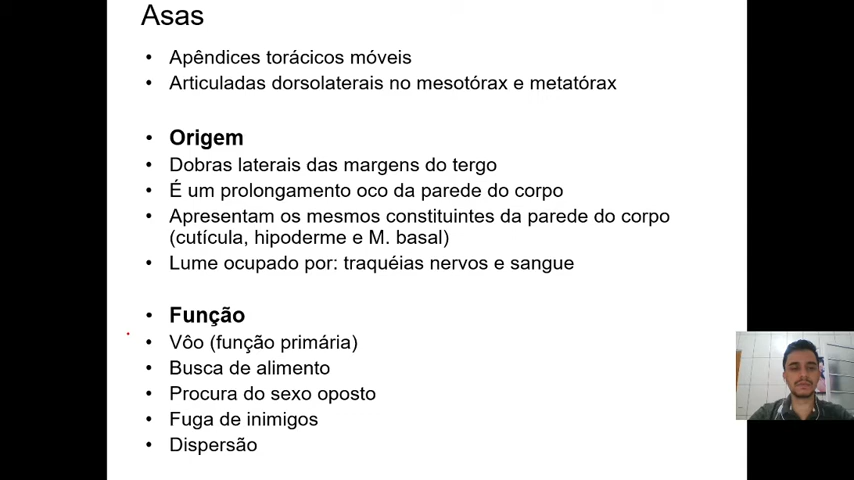 Asas
• Apêndices torácicos móveis
• Articuladas dorsolaterais no mesotórax e metatórax
• Origem
• Dobras laterais das margens do tergo
• É um prolongamento oco da parede do corpo
• Apresentam os mesmos constituintes da parede do corpo
(cutícula, hipoderme e M. basal)
• Lume ocupado por: traquéias nervos e sangue
• Função
• Vôo (função primária)
• Busca de alimento
• Procura do sexo oposto
• Fuga de inimigos
• Dispersão